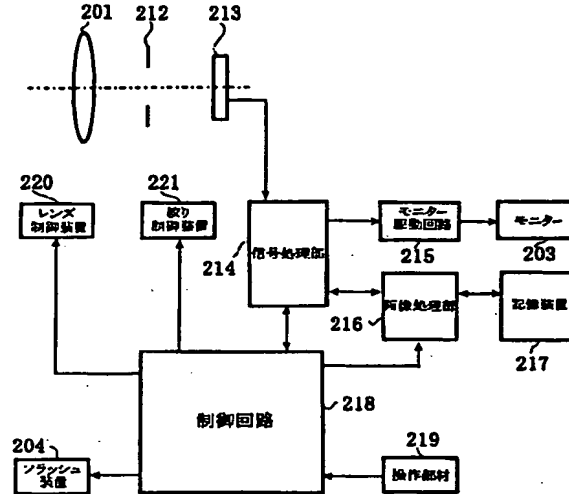 201
212
213
220
レンズ
制御装置
221
絞り
制御装置
214
信号処理部
モニター
駆動回路
215
モニター
203
216
画像処理部
記憶装置
217
制御回路
218
204
フラッシュ
装置
219
操作部材